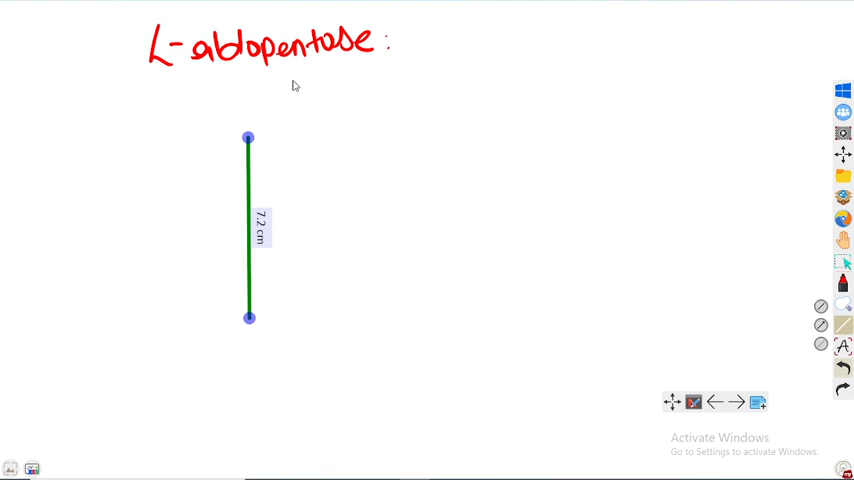 L-aldopentose:
7.2 cm
Activate Windows
Go to Settings to activate Windows.